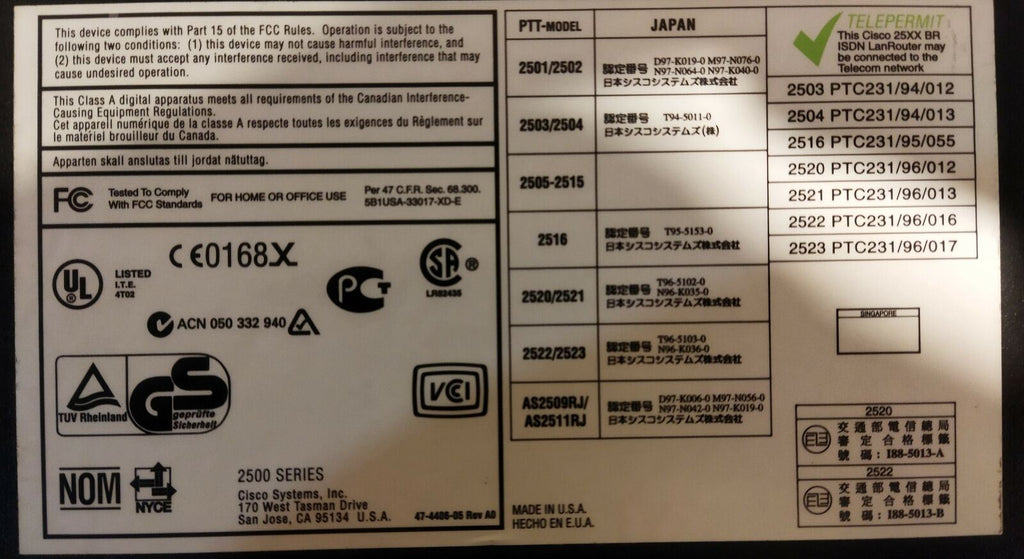 This device complies with Part 15 of the FCC Rules. Operation is subject to the
following two conditions: (1) this device may not cause harmful interference, and
(2) this device must accept any interference received, including interference that may
cause undesired operation.
This Class A digital apparatus meets all requirements of the Canadian Interference-
Causing Equipment Regulations.
Cet appareil numérique de la classe A respecte toutes les exigences du Règlement sur
le matériel brouilleur du Canada.
Apparten skall anslutas till jordat nätuttag.
FC
Tested To Comply
With FCC Standards
FOR HOME OR OFFICE USE
Per 47 C.F.R. Sec. 68.300.
5B1USA-33017-XD-E
UL
LISTED
I.T.E.
4T02
CE0168X
PCT
SA ®
LR82435
ACN 050 332 940
TUV Rheinland
GS
geprüfte
Sicherheit
VCI
NOM
NYCE
2500 SERIES
Cisco Systems, Inc.
170 West Tasman Drive
San Jose, CA 95134 U.S.A.
47-4406-05 Rev A0
PTT-MODEL JAPAN
2501/2502
認定番号 D97-K019-0 M97-N076-0
N97-N064-0 N97-K040-0
日本シスコシステムズ株式会社
2503/2504
認定番号 T94-5011-0
日本シスコシステムズ(株)
2505-2515
2516
認定番号 T95-5153-0
日本シスコシステムズ株式会社
2520/2521
認定番号 T96-5102-0
N96-K035-0
日本シスコシステムズ株式会社
2522/2523
認定番号 T96-5103-0
N96-K036-0
日本シスコシステムズ株式会社
AS2509RJ/
AS2511RJ
認定番号 D97-K006-0 M97-N056-0
N97-N042-0 N97-K019-0
日本シスコシステムズ株式会社
MADE IN U.S.A.
HECHO EN E.U.A.
TELEPERMIT
This Cisco 25XX BR
ISDN LanRouter may
be connected to the
Telecom network
2503 PTC231/94/012
2504 PTC231/94/013
2516 PTC231/95/055
2520 PTC231/96/012
2521 PTC231/96/013
2522 PTC231/96/016
2523 PTC231/96/017
SINGAPORE
2520
交通部電信總局
審定合格標籤
號碼:I88-5013-A
2522
交通部電信總局
審定合格標籤
號碼:I88-5013-B